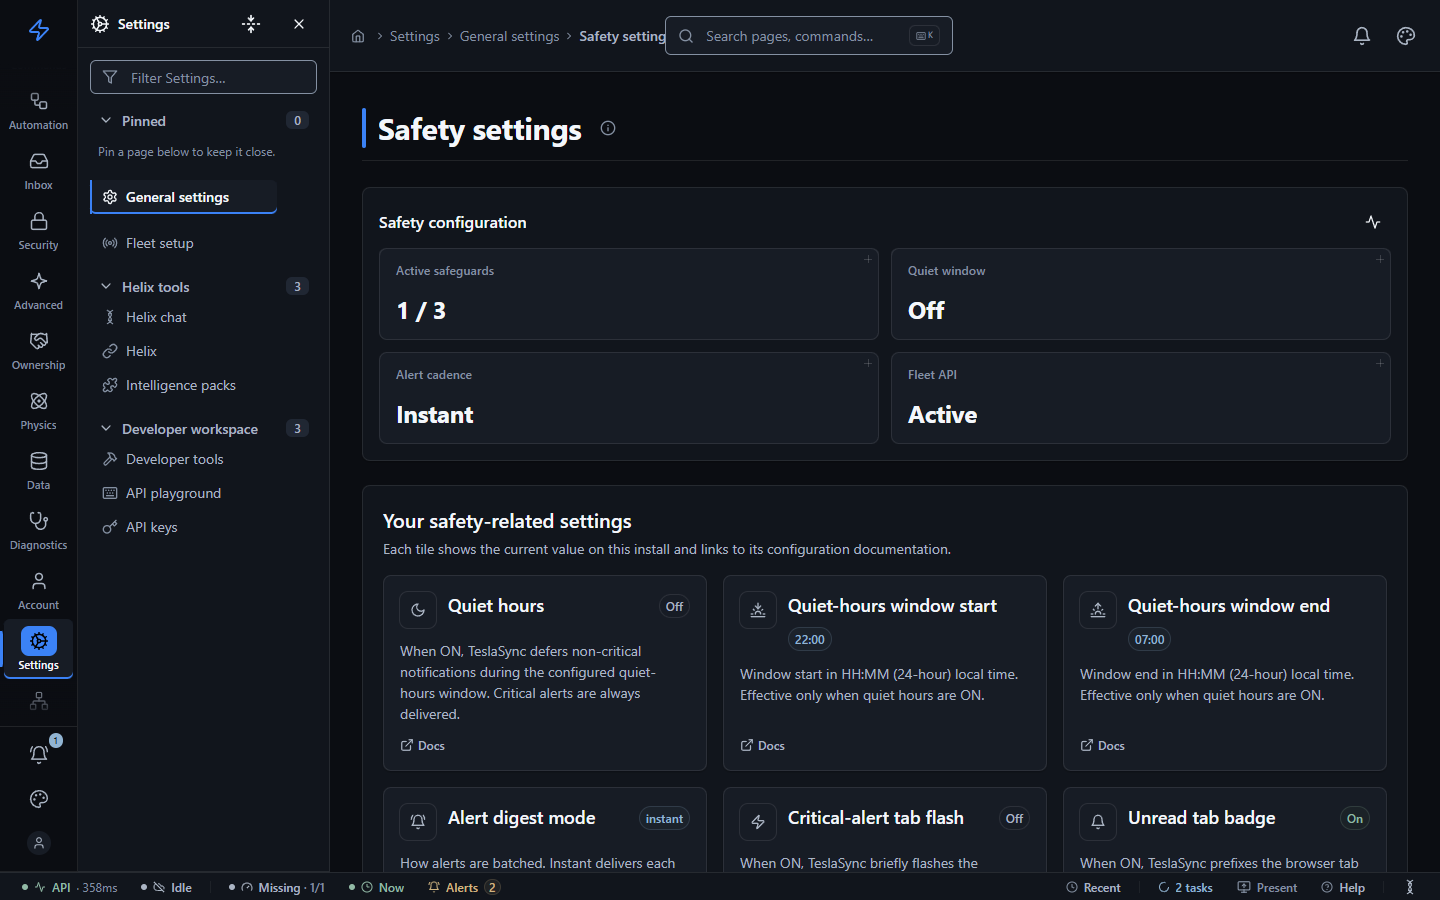 Automation
Inbox
Security
Advanced
Ownership
Physics
Data
Diagnostics
Account
Settings
1
Settings
Filter Settings...
Pinned 0
Pin a page below to keep it close.
General settings
Fleet setup
Helix tools 3
Helix chat
Helix
Intelligence packs
Developer workspace 3
Developer tools
API playground
API keys
Settings General settings Safety setting
Search pages, commands... K
Safety settings
Safety configuration
Active safeguards
1 / 3
Quiet window
Off
Alert cadence
Instant
Fleet API
Active
Your safety-related settings
Each tile shows the current value on this install and links to its configuration documentation.
Quiet hours Off
When ON, TeslaSync defers non-critical
notifications during the configured quiet-
hours window. Critical alerts are always
delivered.
Docs
Quiet-hours window start
22:00
Window start in HH:MM (24-hour) local time.
Effective only when quiet hours are ON.
Docs
Quiet-hours window end
07:00
Window end in HH:MM (24-hour) local time.
Effective only when quiet hours are ON.
Docs
Alert digest mode instant
How alerts are batched. Instant delivers each
Critical-alert tab flash Off
When ON, TeslaSync briefly flashes the
Unread tab badge On
When ON, TeslaSync prefixes the browser tab
API · 358ms Idle Missing · 1/1 Now Alerts 2 Recent 2 tasks Present Help